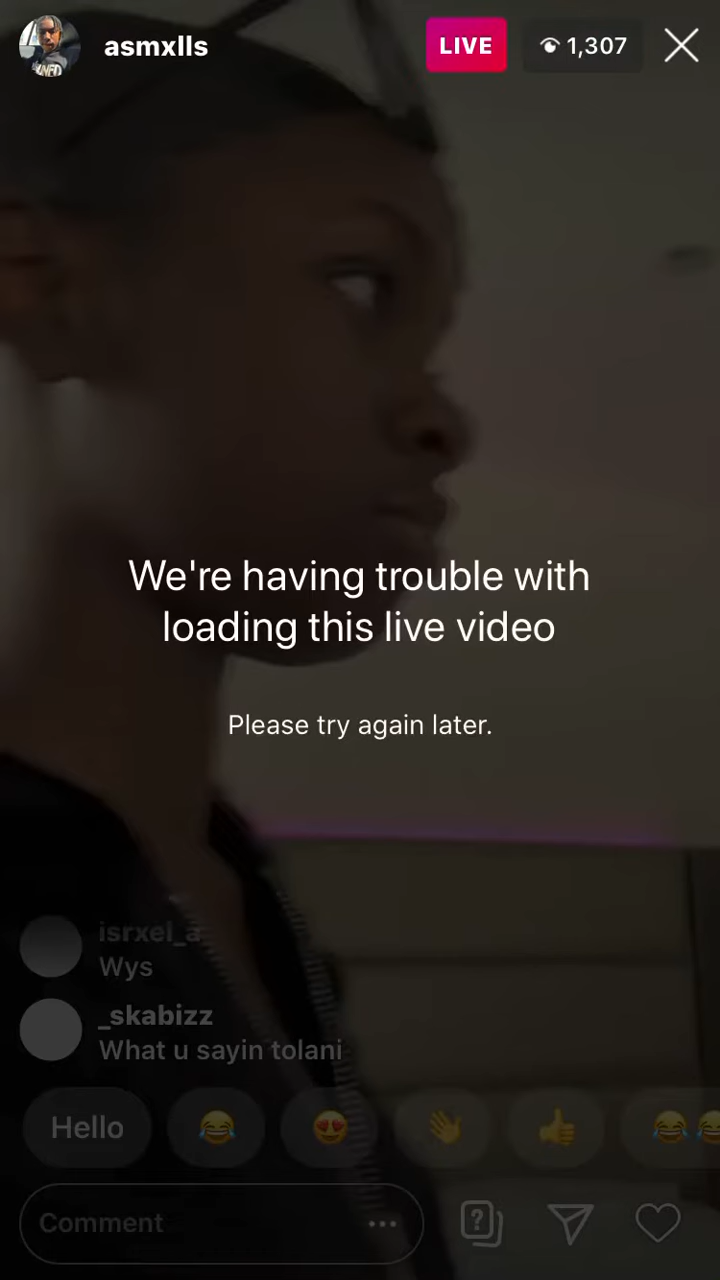 asmxlls
LIVE
1,307
We're having trouble with
loading this live video
Please try again later.
isrxel_a
Wys
_skabizz
What u sayin tolani
Hello
Comment